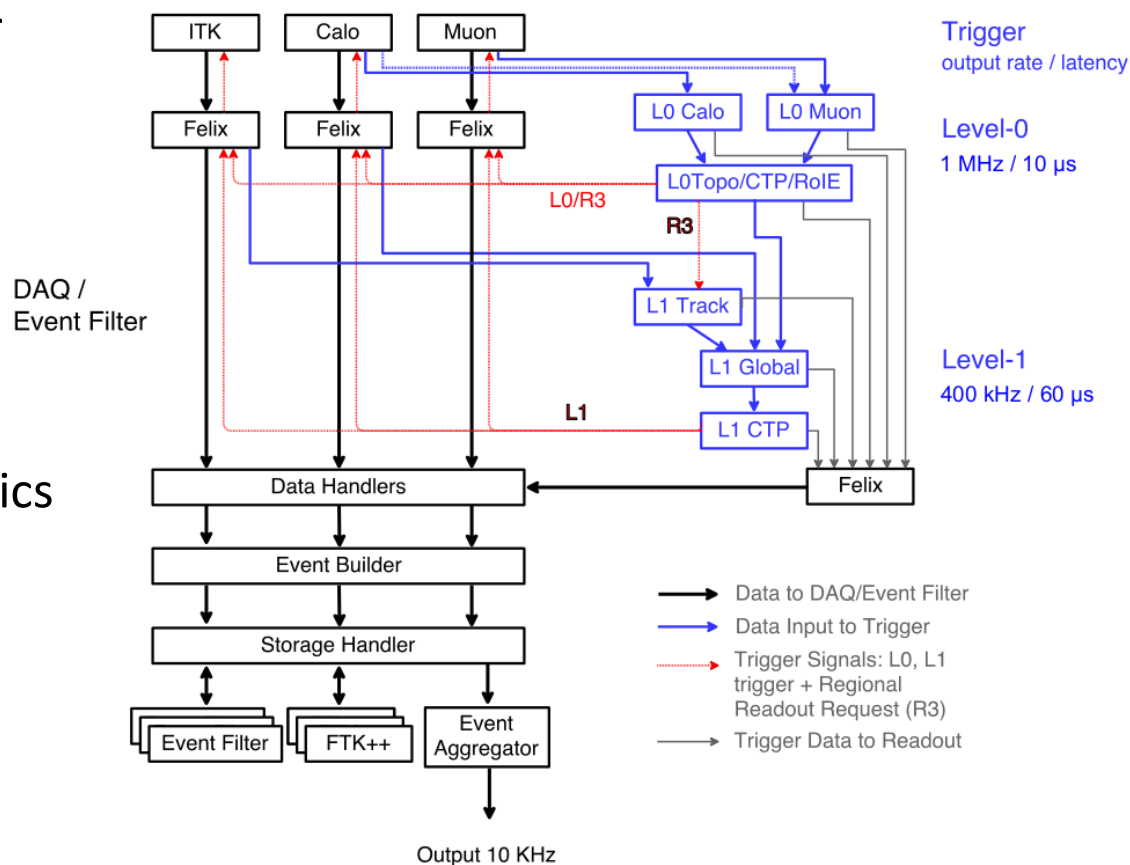 ITK
Calo
Muon
Trigger
output rate / latency
Felix
Felix
Felix
L0 Calo
L0 Muon
Level-0
1 MHz / 10 µs
L0Topo/CTP/RoIE
L0/R3
R3
DAQ /
Event Filter
L1 Track
L1 Global
Level-1
400 kHz / 60 µs
L1
L1 CTP
ics
Data Handlers
Felix
Event Builder
Storage Handler
Event Filter
FTK++
Event
Aggregator
Output 10 KHz
Data to DAQ/Event Filter
Data Input to Trigger
Trigger Signals: L0, L1
trigger + Regional
Readout Request (R3)
Trigger Data to Readout